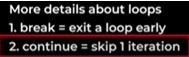 More details about loops
1. break = exit a loop early
2. continue = skip 1 iteration